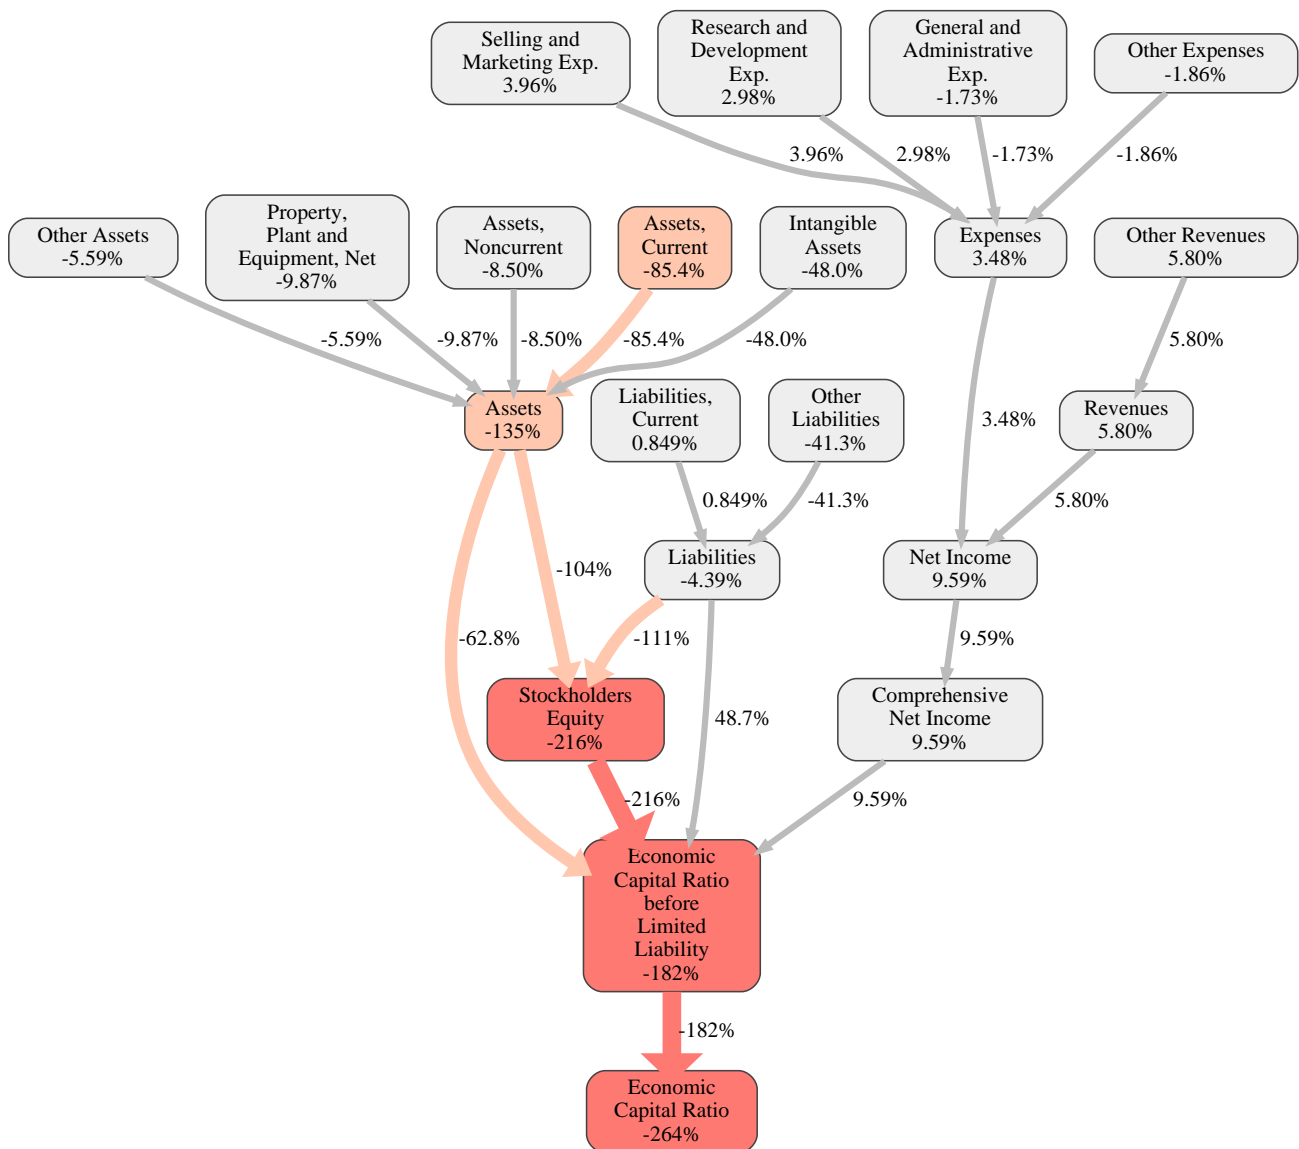 Selling and
Marketing Exp.
3.96%
Research and
Development
Exp.
2.98%
General and
Administrative
Exp.
-1.73%
Other Expenses
-1.86%
3.96%
2.98%
-1.73%
-1.86%
Other Assets
-5.59%
Property,
Plant and
Equipment, Net
-9.87%
Assets,
Noncurrent
-8.50%
Assets,
Current
-85.4%
Intangible
Assets
-48.0%
Expenses
3.48%
Other Revenues
5.80%
-5.59%
-9.87%
-8.50%
-85.4%
-48.0%
5.80%
Assets
-135%
Liabilities,
Current
0.849%
Other
Liabilities
-41.3%
3.48%
Revenues
5.80%
0.849%
-41.3%
5.80%
-104%
Liabilities
-4.39%
Net Income
9.59%
-62.8%
-111%
9.59%
Stockholders
Equity
-216%
48.7%
Comprehensive
Net Income
9.59%
-216%
9.59%
Economic
Capital Ratio
before
Limited
Liability
-182%
-182%
Economic
Capital Ratio
-264%